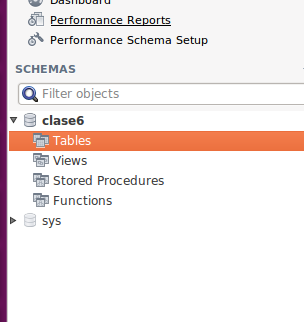 Dashboard
Performance Reports
Performance Schema Setup
SCHEMAS
Filter objects
clase6
Tables
Views
Stored Procedures
Functions
sys